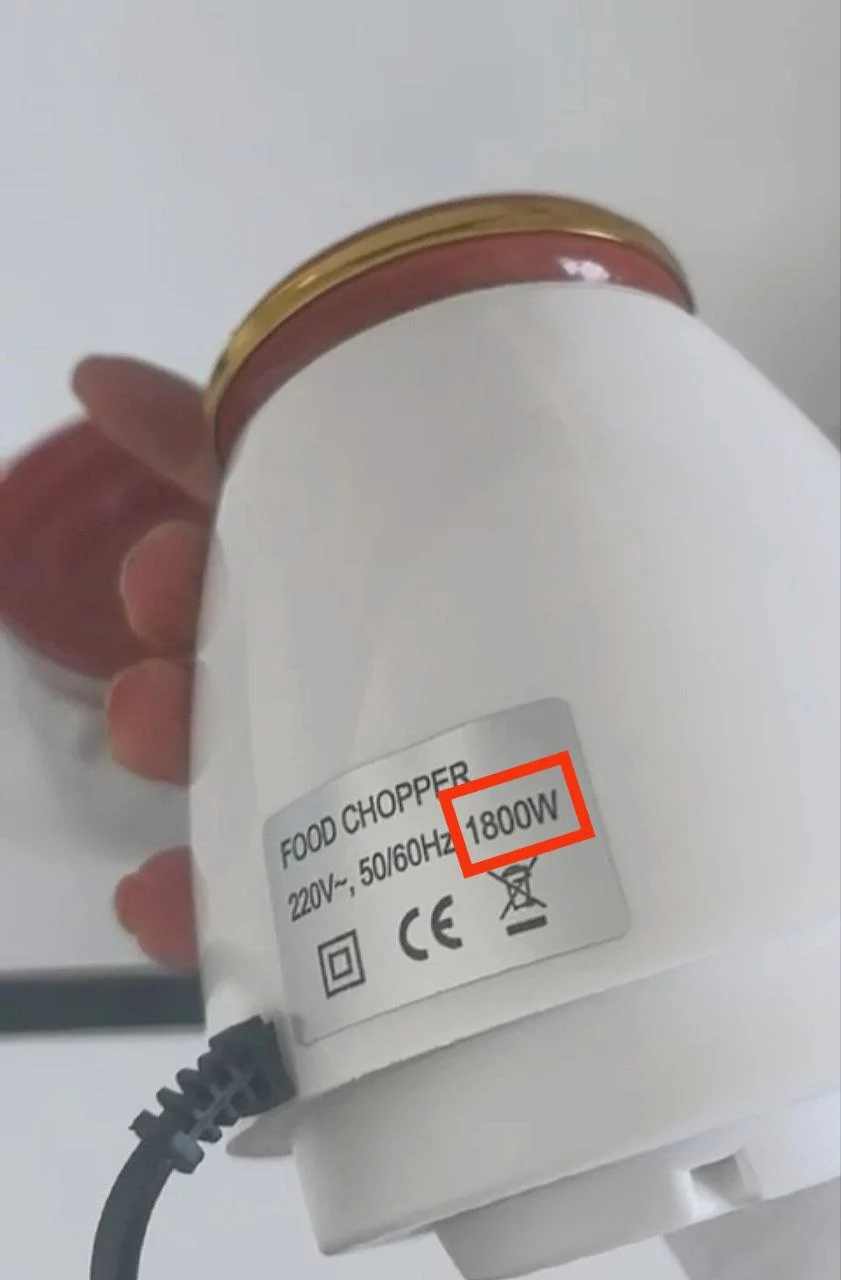 FOOD CHOPPER
220V~, 50/60Hz 1800W
CE